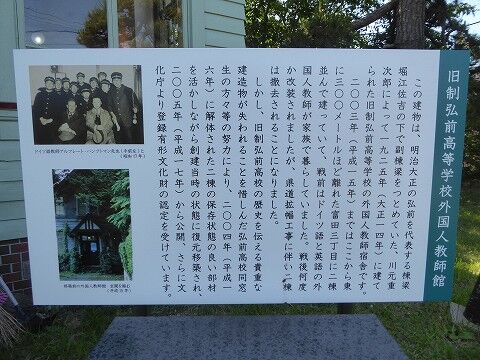 旧制弘前高等学校外国人教師館
この建物は、明治大正の弘前を代表する棟梁
堀江佐吉の下で副棟梁をつとめていた、川元重
次郎によって一九二五年(大正一四年)に建て
られた旧制弘前高等学校の外国人教師宿舎です。
二〇〇三年(平成一五年)まではここから東
に三〇〇メートルほど離れた富田三丁目に二棟
並んで建っていて、戦前はドイツ語と英語の外
国人教師が家族で暮らしていました。戦後何度
か改装されましたが、県道拡幅工事に伴い二棟
は撤去されることになりました。
しかし、旧制弘前高校の歴史を伝える貴重な
建造物が失われることを惜しんだ弘前高校同窓
生の方々等の努力により、二〇〇四年(平成一
六年)に解体された二棟の保存状態の良い部材
を活かしながら創建当時の状態に復元移築され、
二〇〇五年(平成一七年)から公開、さらに文
化庁より登録有形文化財の認定を受けています。